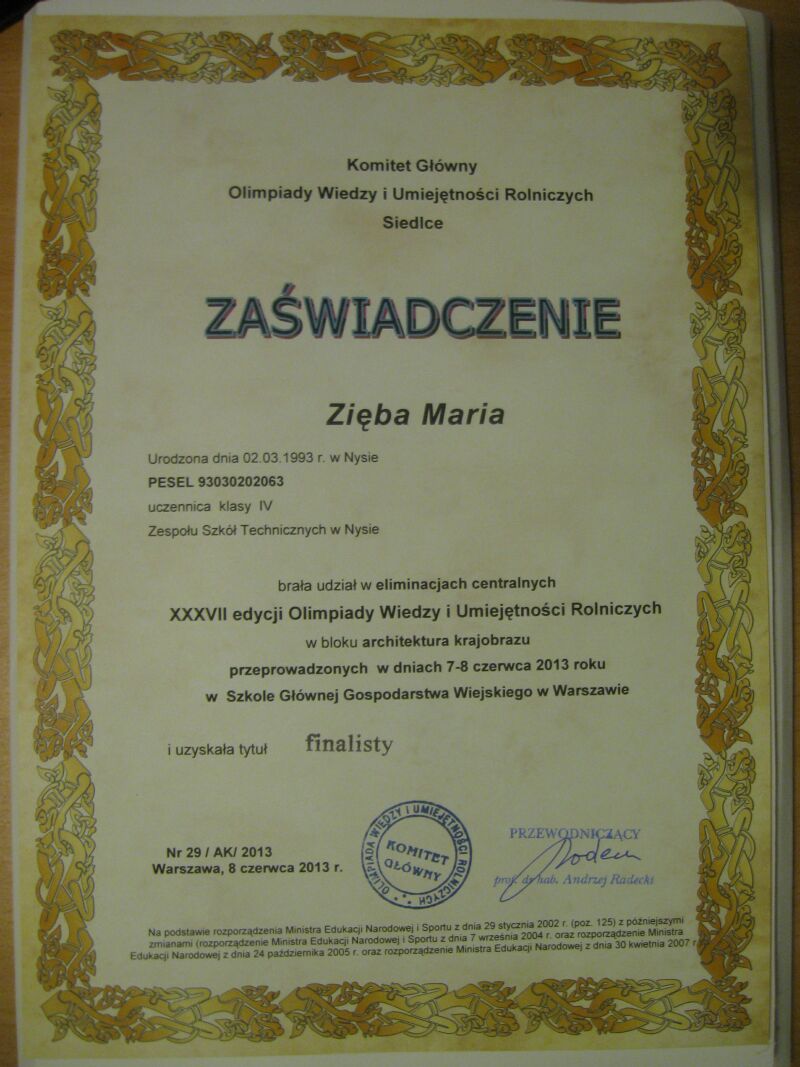 Komitet Główny
Olimpiady Wiedzy i Umiejętności Rolniczych
Siedlce
ZAŚWIADCZENIE
Zięba Maria
Urodzona dnia 02.03.1993 r. w Nysie
PESEL 93030202063
uczennica klasy IV
Zespołu Szkół Technicznych w Nysie
brała udział w eliminacjach centralnych
XXXVII edycji Olimpiady Wiedzy i Umiejętności Rolniczych
w bloku architektura krajobrazu
przeprowadzonych w dniach 7-8 czerwca 2013 roku
w Szkole Głównej Gospodarstwa Wiejskiego w Warszawie
i uzyskała tytuł finalisty
OLIMPIADA WIEDZY I UMIEJĘTNOŚCI ROLNICZYCH
KOMITET
GŁÓWNY
PRZEWODNICZĄCY
prof. dr hab. Andrzej Radecki
Nr 29 / AK/ 2013
Warszawa, 8 czerwca 2013 r.
Na podstawie rozporządzenia Ministra Edukacji Narodowej i Sportu z dnia 29 stycznia 2002 r. (poz. 125) z późniejszymi
zmianami (rozporządzenie Ministra Edukacji Narodowej i Sportu z dnia 7 września 2004 r. oraz rozporządzenie Ministra
Edukacji Narodowej z dnia 24 października 2005 r. oraz rozporządzenie Ministra Edukacji Narodowej z dnia 30 kwietnia 2007 r